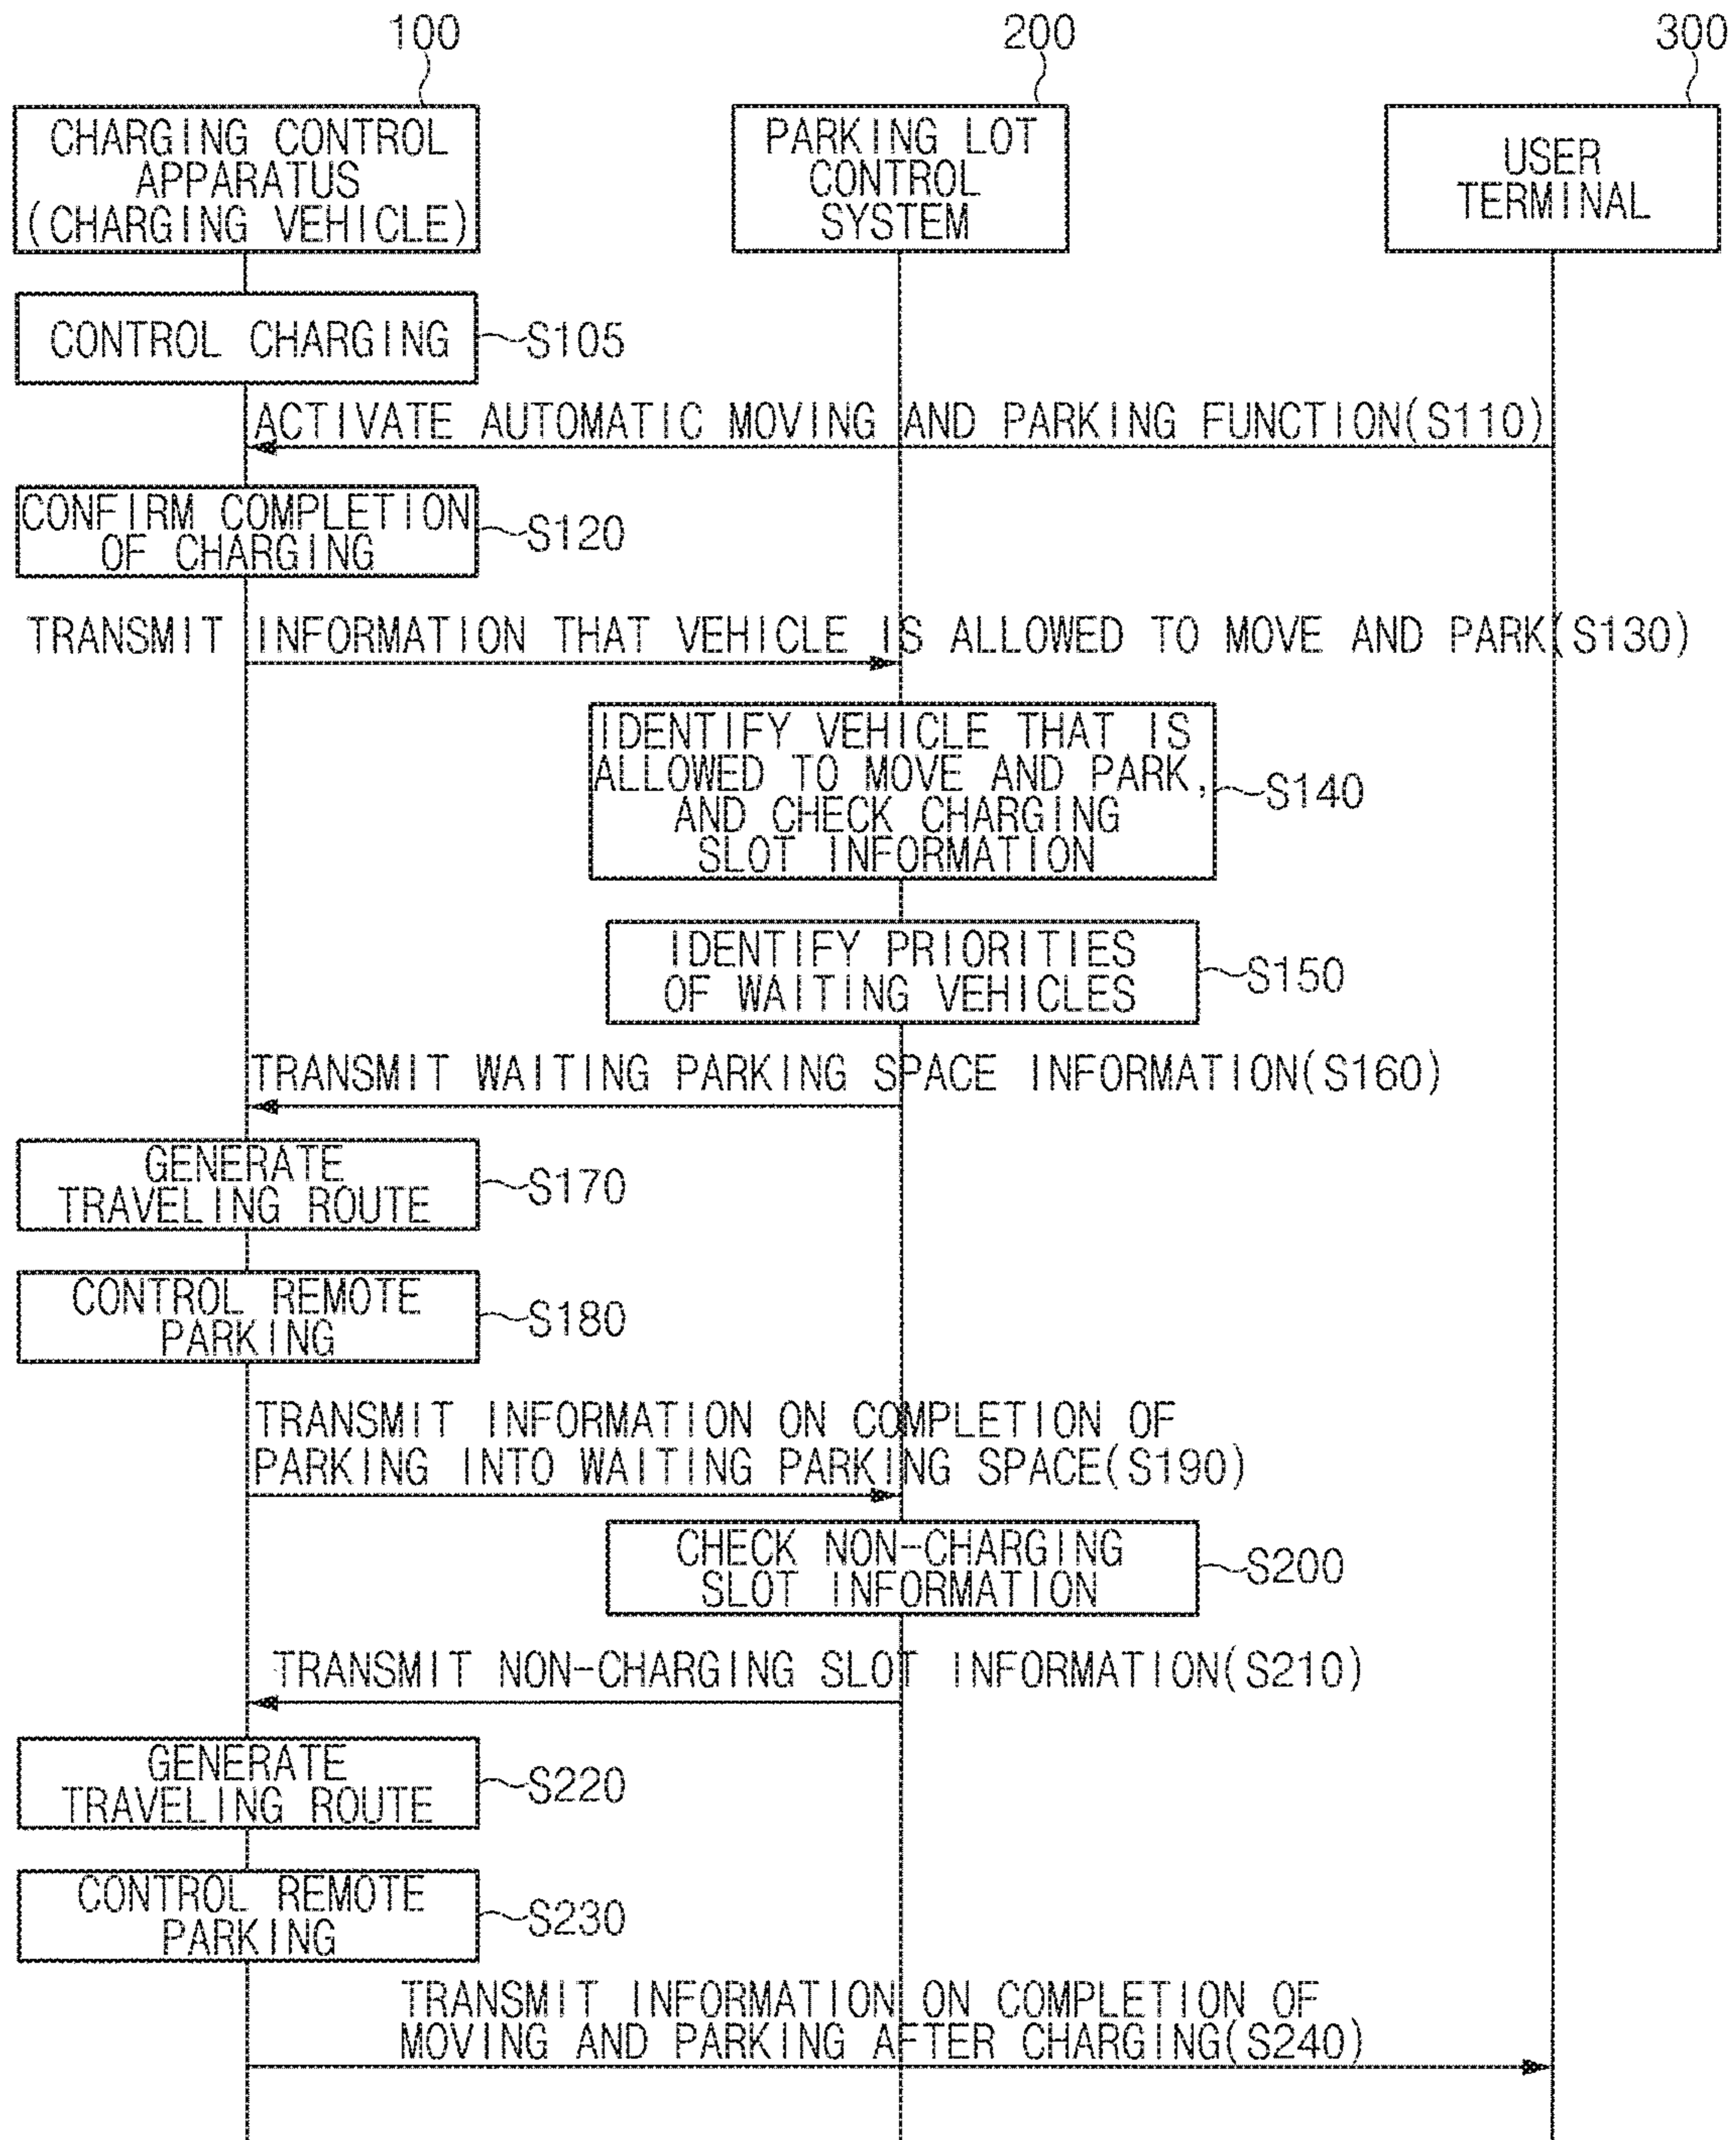 100
200
300
CHARGING CONTROL
APPARATUS
(CHARGING VEHICLE)
PARKING LOT
CONTROL
SYSTEM
USER
TERMINAL
CONTROL CHARGING
S105
ACTIVATE AUTOMATIC MOVING AND PARKING FUNCTION(S110)
CONFIRM COMPLETION
OF CHARGING
S120
TRANSMIT INFORMATION THAT VEHICLE IS ALLOWED TO MOVE AND PARK(S130)
IDENTIFY VEHICLE THAT IS
ALLOWED TO MOVE AND PARK,
AND CHECK CHARGING
SLOT INFORMATION
S140
IDENTIFY PRIORITIES
OF WAITING VEHICLES
S150
TRANSMIT WAITING PARKING SPACE INFORMATION(S160)
GENERATE
TRAVELING ROUTE
S170
CONTROL REMOTE
PARKING
S180
TRANSMIT INFORMATION ON COMPLETION OF
PARKING INTO WAITING PARKING SPACE(S190)
CHECK NON-CHARGING
SLOT INFORMATION
S200
TRANSMIT NON-CHARGING SLOT INFORMATION(S210)
GENERATE
TRAVELING ROUTE
S220
CONTROL REMOTE
PARKING
S230
TRANSMIT INFORMATION ON COMPLETION OF
MOVING AND PARKING AFTER CHARGING(S240)